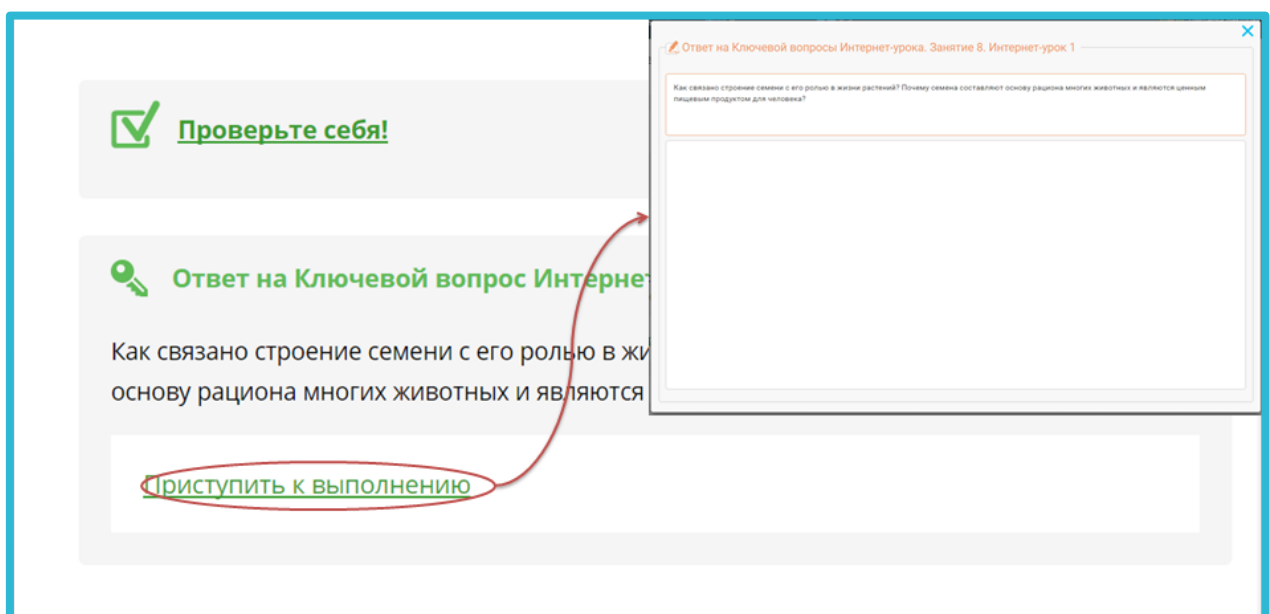 Проверьте себя!
Ответ на Ключевой вопрос Интернет
Как связано строение семени с его ролью в жи
основу рациона многих животных и являются
Приступить к выполнению
Ответ на Ключевой вопросы Интернет-урока. Занятие 8. Интернет-урок 1
Как связано строение семени с его ролью в жизни растений? Почему семена составляют основу рациона многих животных и являются ценным
пищевым продуктом для человека?